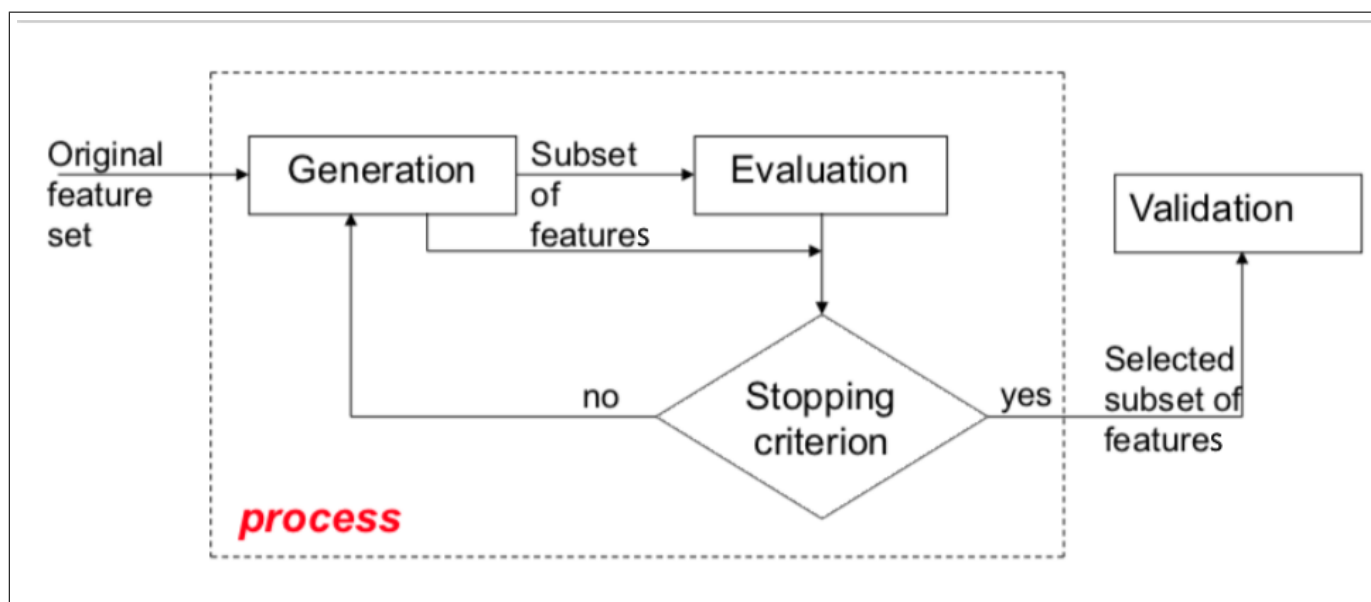 Original
feature
set
Generation
Subset
of
features
Evaluation
Validation
Stopping
criterion
no
yes
Selected
subset of
features
process